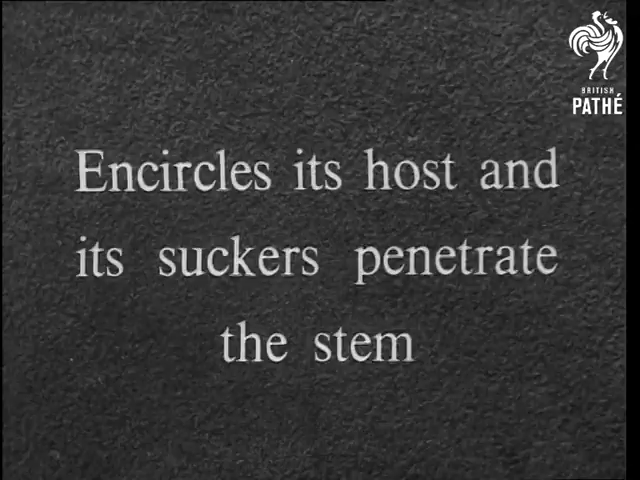 BRITISH
PATHÉ
Encircles its host and
its suckers penetrate
the stem